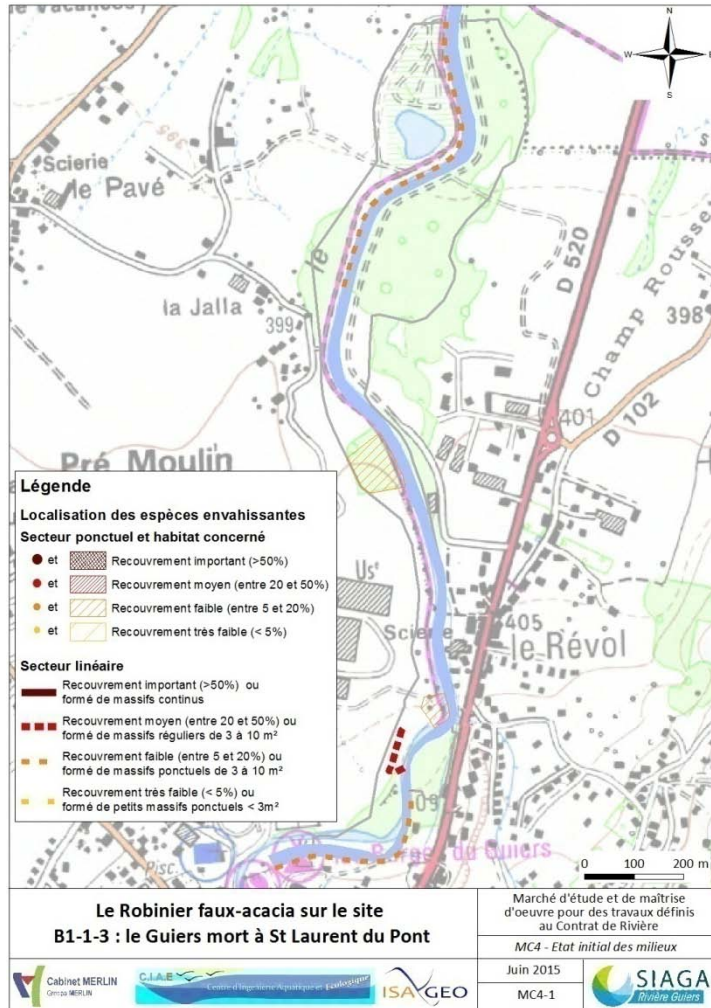 N
W
E
S
Scierie
le Pavé
395
le
la Jalla
399
D 520
Champ Rousse
398
401
D 102
Pré Moulin
Légende
Localisation des espèces envahissantes
Secteur ponctuel et habitat concerné
et Recouvrement important (>50%)
et Recouvrement moyen (entre 20 et 50%)
et Recouvrement faible (entre 5 et 20%)
et Recouvrement très faible (< 5%)
Secteur linéaire
Recouvrement important (>50%) ou
formé de massifs continus
Recouvrement moyen (entre 20 et 50%) ou
formé de massifs réguliers de 3 à 10 m²
Recouvrement faible (entre 5 et 20%) ou
formé de massifs ponctuels de 3 à 10 m²
Recouvrement très faible (< 5%) ou
formé de petits massifs ponctuels < 3m²
Usᵉ
Scierie
405
le Révol
Pisc.
du Guiers
0 100 200 m
Le Robinier faux-acacia sur le site
B1-1-3 : le Guiers mort à St Laurent du Pont
Marché d'étude et de maîtrise
d'oeuvre pour des travaux définis
au Contrat de Rivière
MC4 - Etat initial des milieux
Juin 2015
MC4-1
Cabinet MERLIN
Groupe MERLIN
C.I.A.E
Centre d'Ingénierie Aquatique et Ecologique
ISAGEO
SIAGA
Rivière Guiers